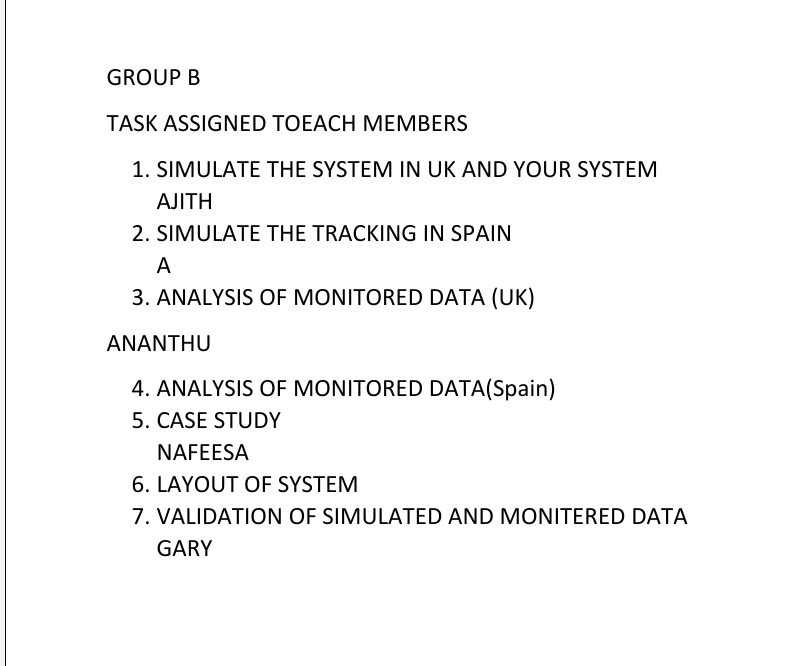 GROUP B
TASK ASSIGNED TOEACH MEMBERS
1. SIMULATE THE SYSTEM IN UK AND YOUR SYSTEM
AJITH
2. SIMULATE THE TRACKING IN SPAIN
A
3. ANALYSIS OF MONITORED DATA (UK)
ANANTHU
4. ANALYSIS OF MONITORED DATA(Spain)
5. CASE STUDY
NAFEESA
6. LAYOUT OF SYSTEM
7. VALIDATION OF SIMULATED AND MONITERED DATA
GARY